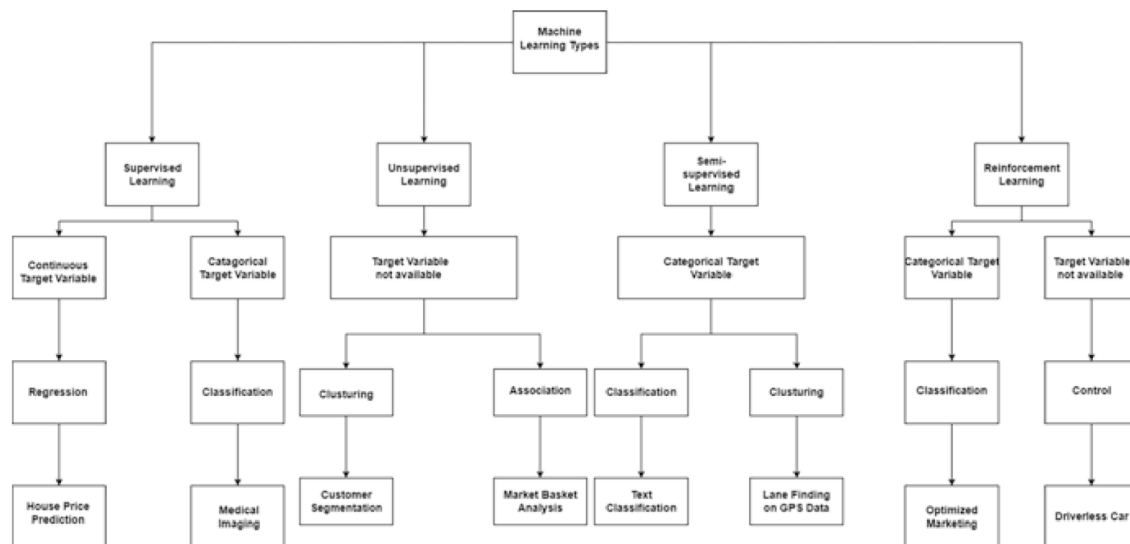 Machine
Learning Types
Supervised
Learning
Unsupervised
Learning
Semi-
supervised
Learning
Reinforcement
Learning
Continuous
Target Variable
Catagorical
Target Variable
Target Variable
not available
Categorical Target
Variable
Categorical Target
Variable
Target Variable
not available
Regression
Classification
Clusturing
Association
Classification
Clusturing
Classification
Control
House Price
Prediction
Medical
Imaging
Customer
Segmentation
Market Basket
Analysis
Text
Classification
Lane Finding
on GPS Data
Optimized
Marketing
Driverless Car